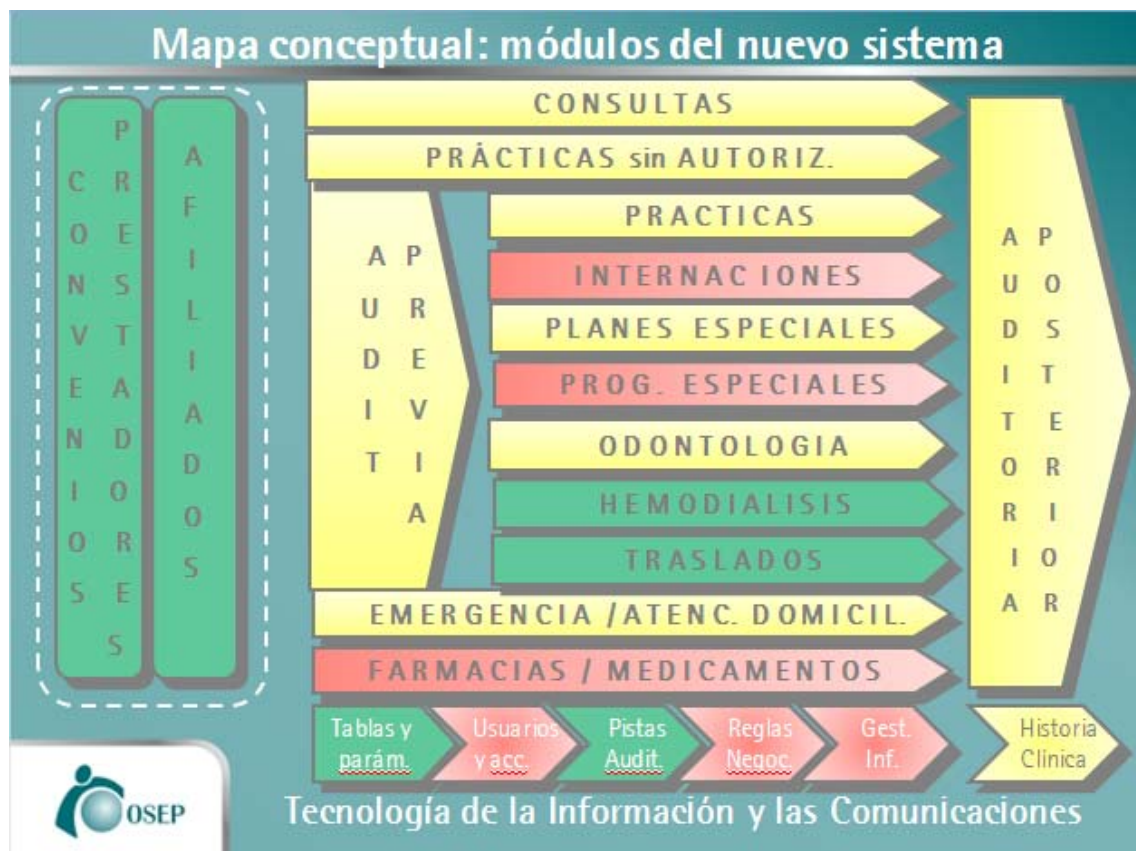 Mapa conceptual: módulos del nuevo sistema
CONVENIOS
PRESTADORES
AFILIADOS
CONSULTAS
PRÁCTICAS sin AUTORIZ.
AUDIT
PREVIA
PRACTICAS
INTERNACIONES
PLANES ESPECIALES
PROG. ESPECIALES
ODONTOLOGIA
HEMODIALISIS
TRASLADOS
EMERGENCIA /ATENC. DOMICIL.
FARMACIAS / MEDICAMENTOS
AUDITORIA
POSTERIOR
Tablas y
parám.
Usuarios
y acc.
Pistas
Audit.
Reglas
Negoc.
Gest.
Inf.
Historia
Clínica
OSEP
Tecnología de la Información y las Comunicaciones